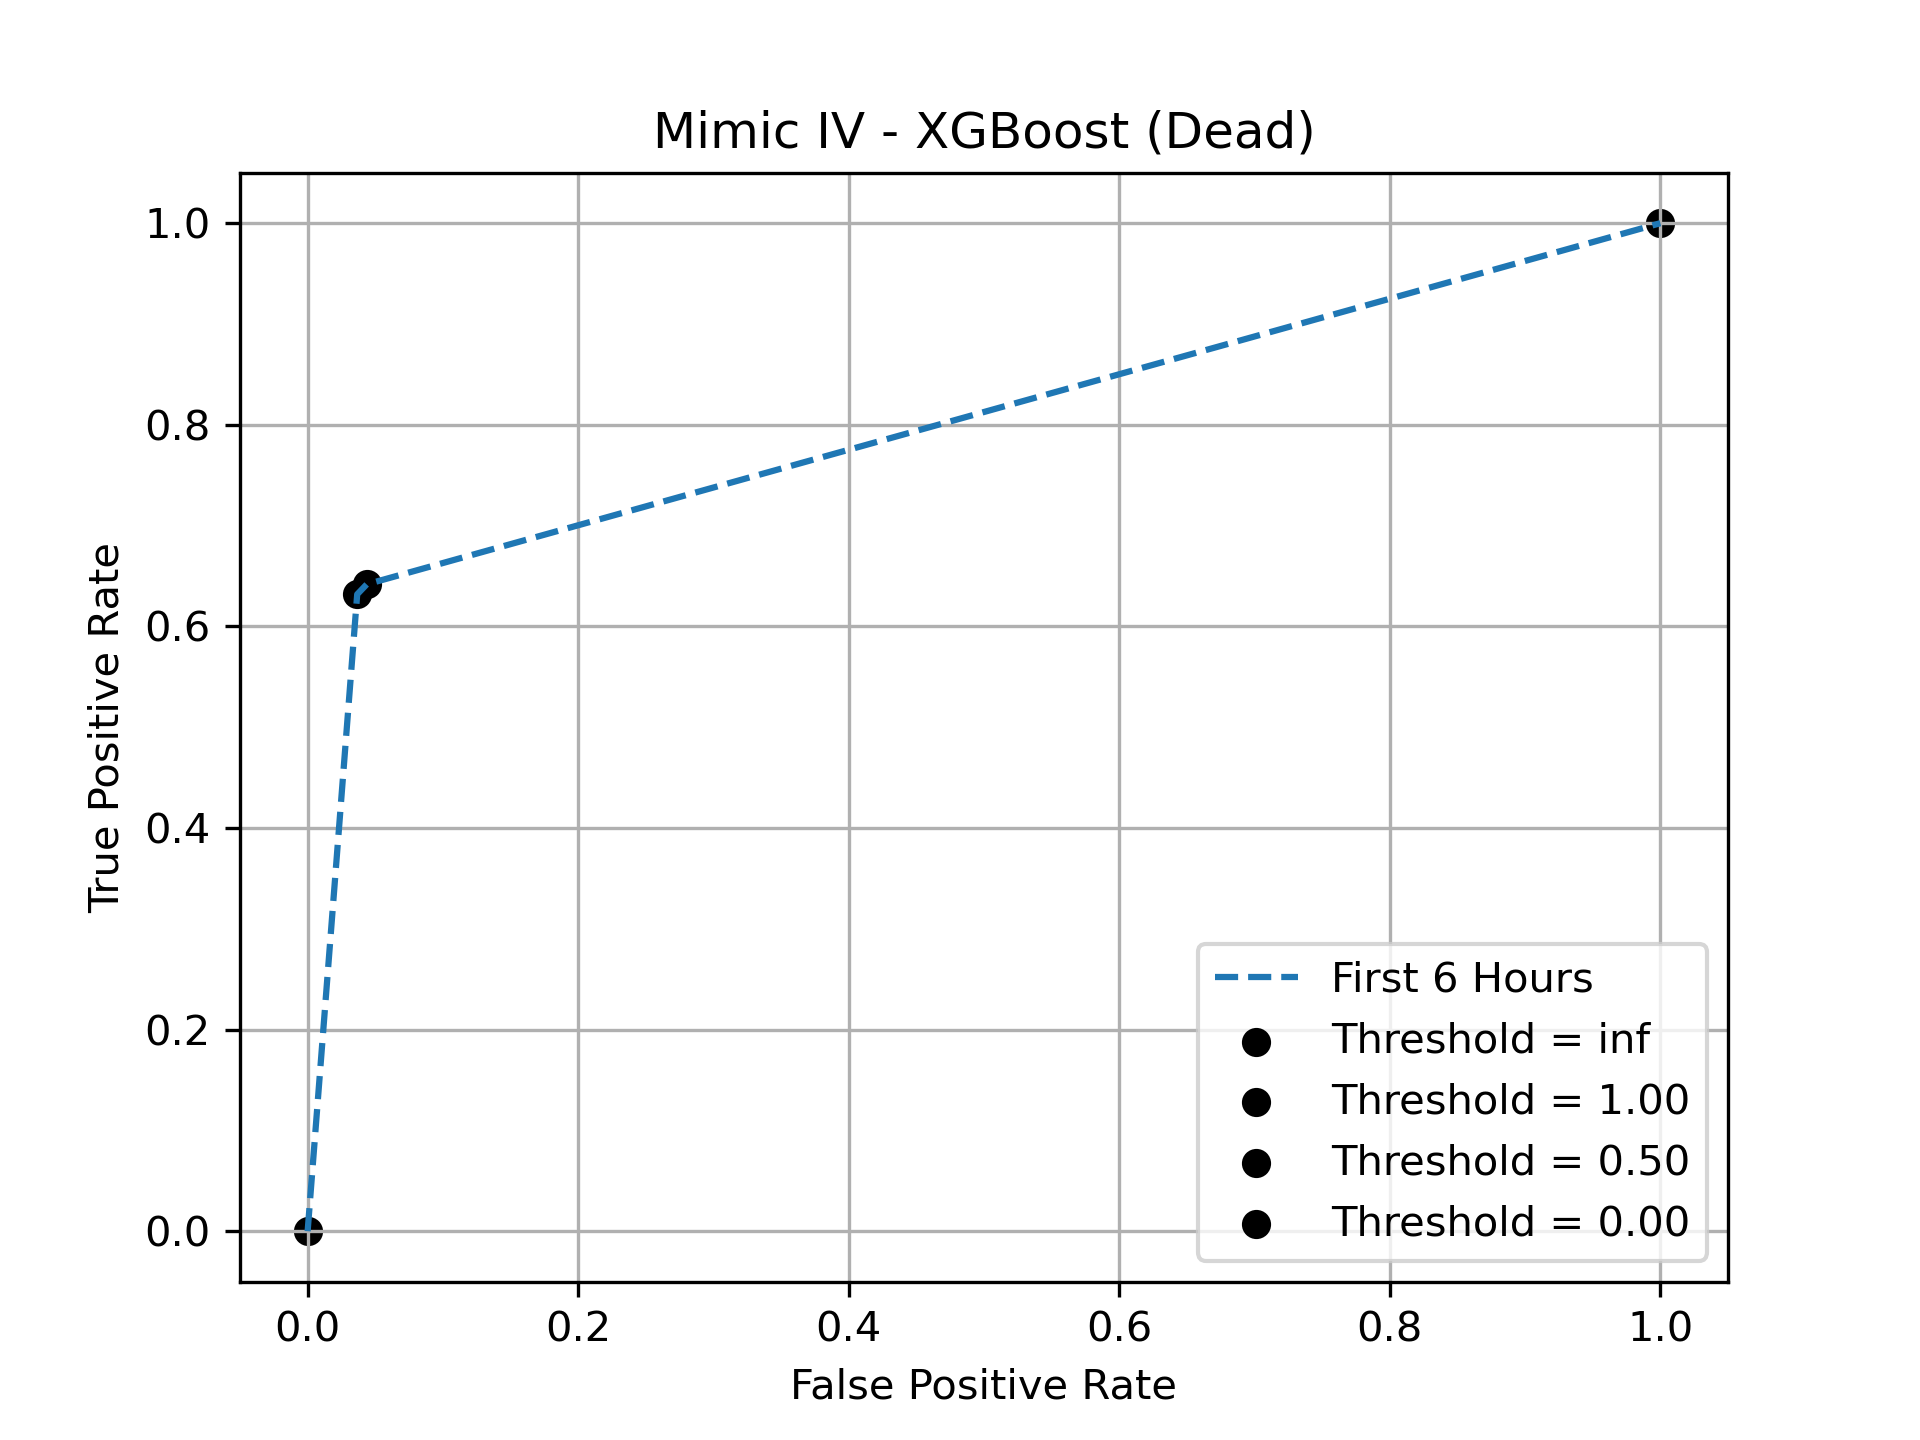 Mimic IV - XGBoost (Dead)
1.0
0.8
0.6
0.4
0.2
0.0
True Positive Rate
First 6 Hours
Threshold = inf
Threshold = 1.00
Threshold = 0.50
Threshold = 0.00
0.0 0.2 0.4 0.6 0.8 1.0
False Positive Rate